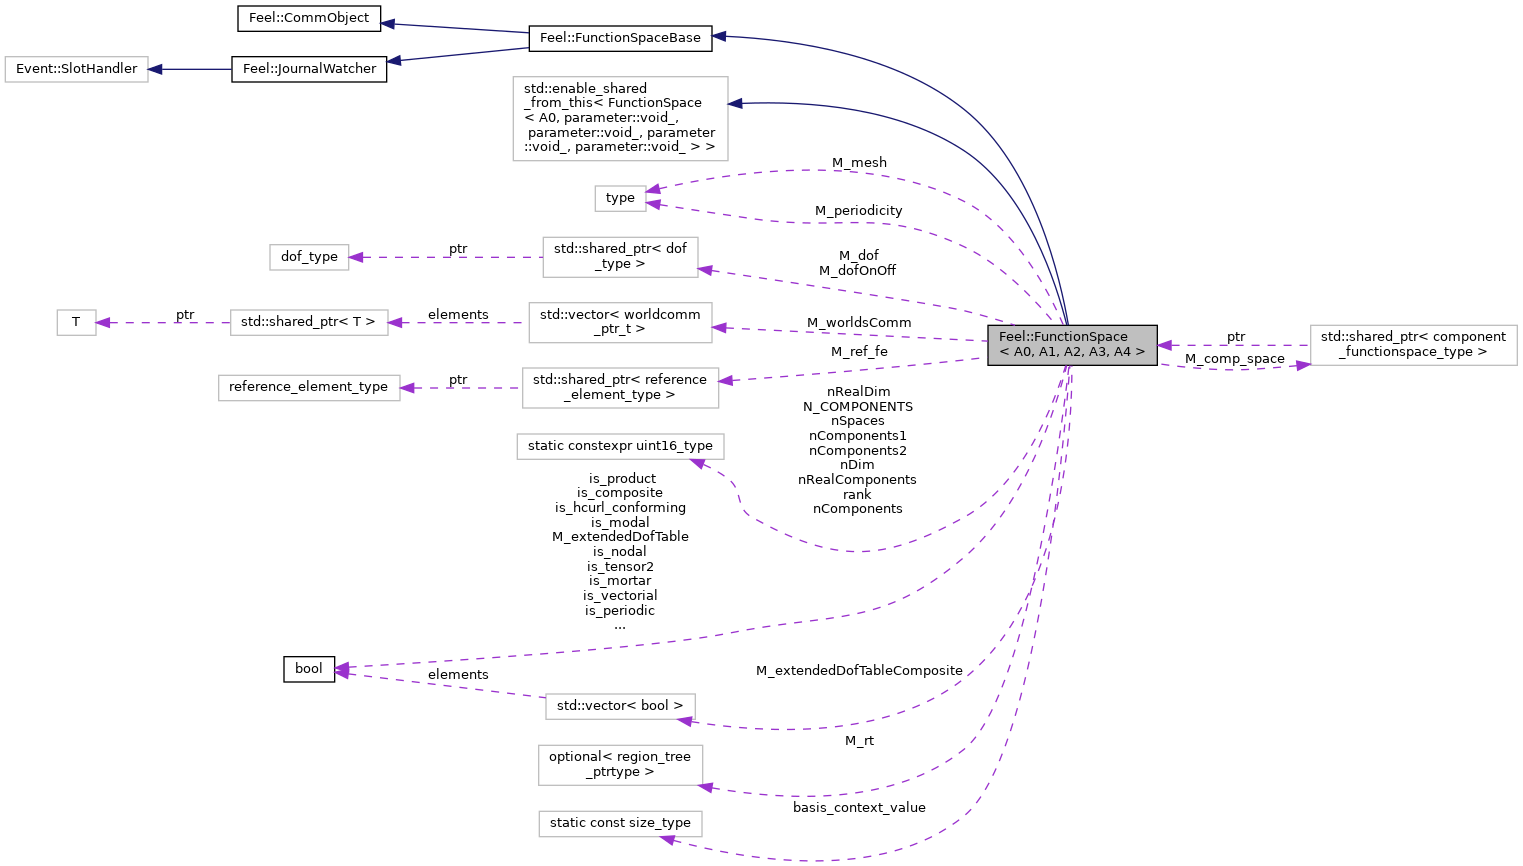 Feel::CommObject
Feel::FunctionSpaceBase
Event::SlotHandler
Feel::JournalWatcher
std::enable_shared
_from_this< FunctionSpace
< A0, parameter::void_,
parameter::void_, parameter
::void_, parameter::void_ > >
M_mesh
type
M_periodicity
dof_type
ptr
std::shared_ptr< dof
_type >
M_dof
M_dofOnOff
T
ptr
std::shared_ptr< T >
elements
std::vector< worldcomm
_ptr_t >
M_worldsComm
Feel::FunctionSpace
< A0, A1, A2, A3, A4 >
ptr
M_comp_space
std::shared_ptr< component
_functionspace_type >
reference_element_type
ptr
std::shared_ptr< reference
_element_type >
M_ref_fe
static constexpr uint16_type
nRealDim
N_COMPONENTS
nSpaces
nComponents1
nComponents2
nDim
nRealComponents
rank
nComponents
is_product
is_composite
is_hcurl_conforming
is_modal
M_extendedDofTable
is_nodal
is_tensor2
is_mortar
is_vectorial
is_periodic
...
bool
elements
std::vector< bool >
M_extendedDofTableComposite
optional< region_tree
_ptrtype >
M_rt
static const size_type
basis_context_value